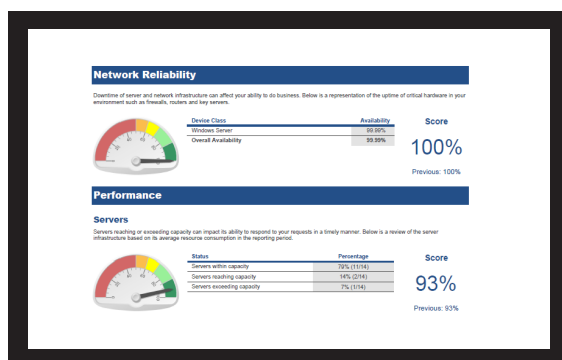 Network Reliability
Downtime of server and network infrastructure can affect your ability to do business. Below is a representation of the uptime of critical hardware in your
environment such as firewalls, routers and key servers.
Device Class Availability Score
Windows Server 99.99%
Overall Availability 99.99%
100%
Previous: 100%
Performance
Servers
Servers reaching or exceeding capacity can impact its ability to respond to your requests in a timely manner. Below is a review of the server
infrastructure based on its average resource consumption in the reporting period.
Status Percentage Score
Servers within capacity 79% (11/14)
Servers reaching capacity 14% (2/14)
Servers exceeding capacity 7% (1/14)
93%
Previous: 93%